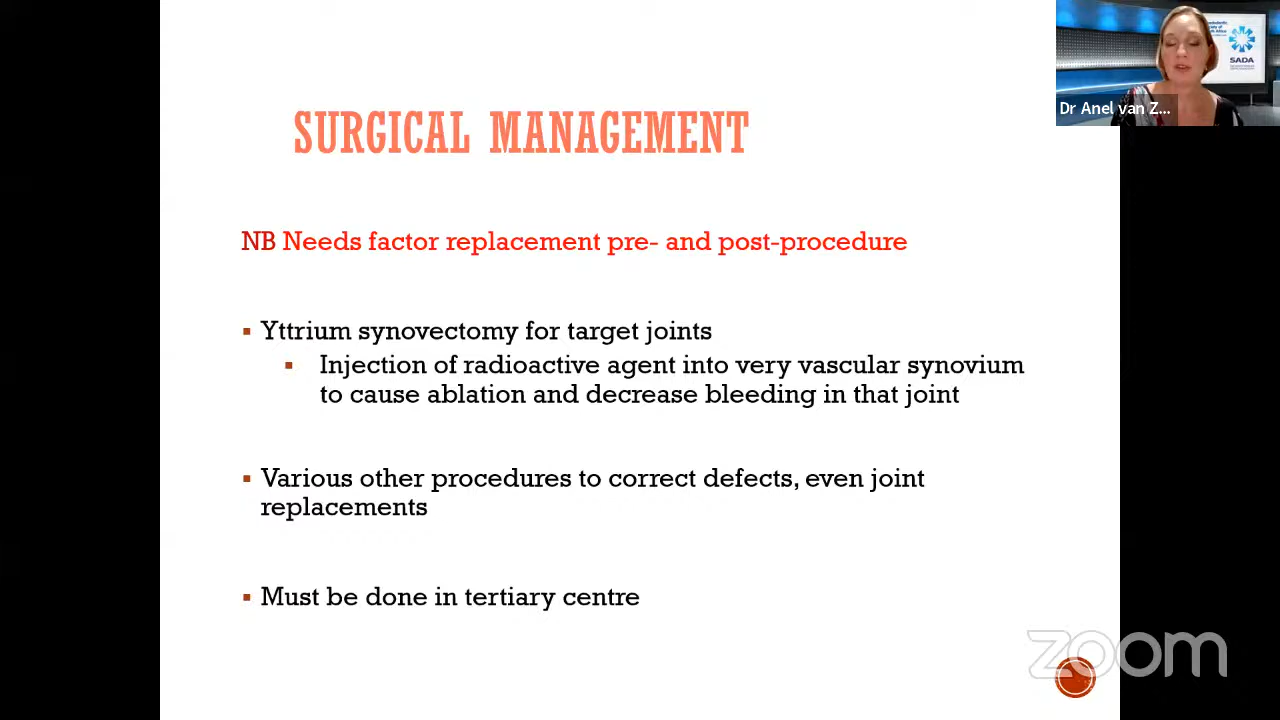 SURGICAL MANAGEMENT
NB Needs factor replacement pre- and post-procedure
▪ Yttrium synovectomy for target joints
▪ Injection of radioactive agent into very vascular synovium
to cause ablation and decrease bleeding in that joint
▪ Various other procedures to correct defects, even joint
replacements
▪ Must be done in tertiary centre
SADA
Dr Anel van Z...
zoom